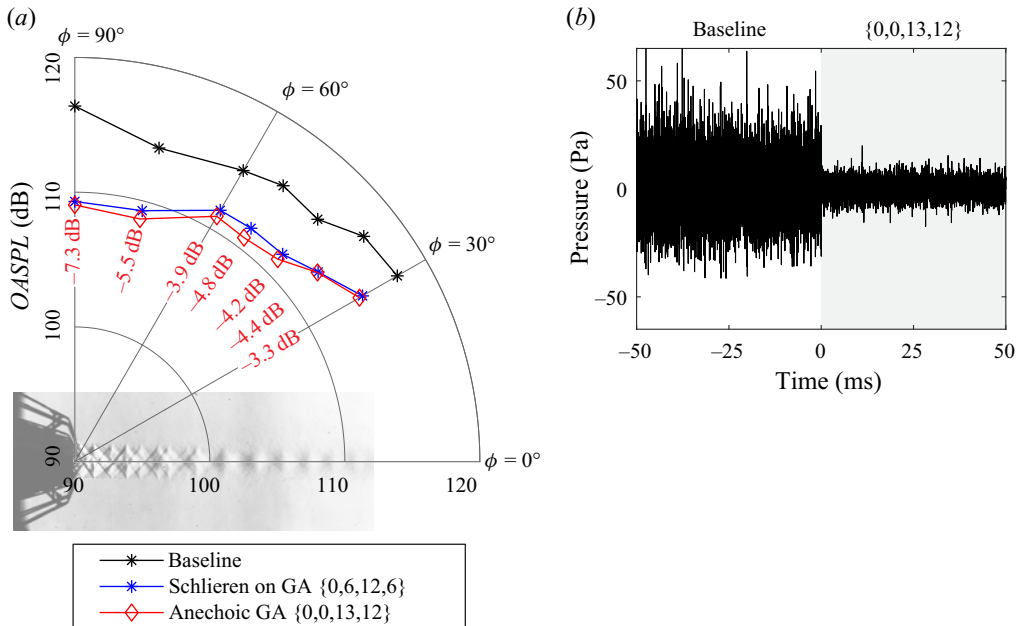 (a)
ϕ = 90°
ϕ = 60°
ϕ = 30°
ϕ = 0°
OASPL (dB)
120
110
100
90
90
100
110
120
−7.3 dB
−5.5 dB
−3.9 dB
−4.8 dB
−4.2 dB
−4.4 dB
−3.3 dB
Baseline
Schlieren on GA {0,6,12,6}
Anechoic GA {0,0,13,12}
(b)
Baseline
{0,0,13,12}
Pressure (Pa)
50
0
−50
−50
−25
0
25
50
Time (ms)